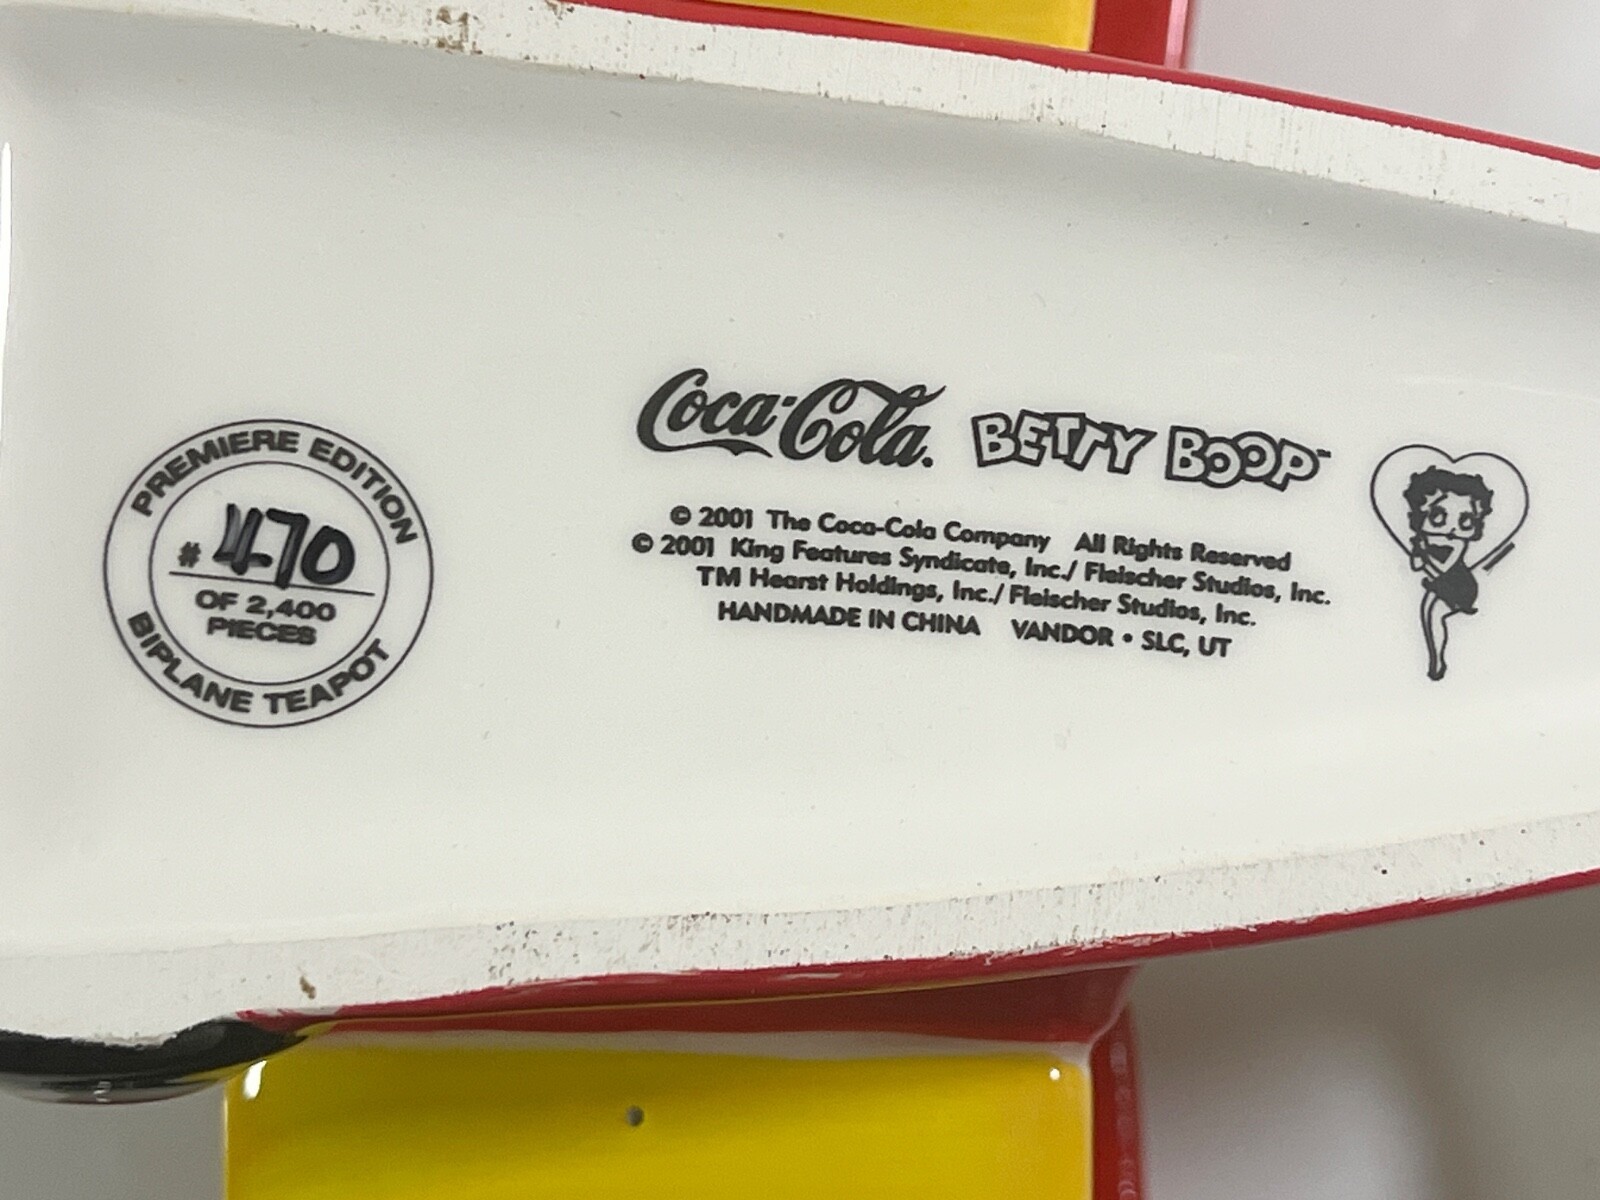 PREMIERE EDITION
# 470
OF 2,400
PIECES
BIPLANE TEAPOT
Coca-Cola. BETTY BOOP™
© 2001 The Coca-Cola Company All Rights Reserved
© 2001 King Features Syndicate, Inc./ Fleischer Studios, Inc.
TM Hearst Holdings, Inc./ Fleischer Studios, Inc.
HANDMADE IN CHINA VANDOR • SLC, UT